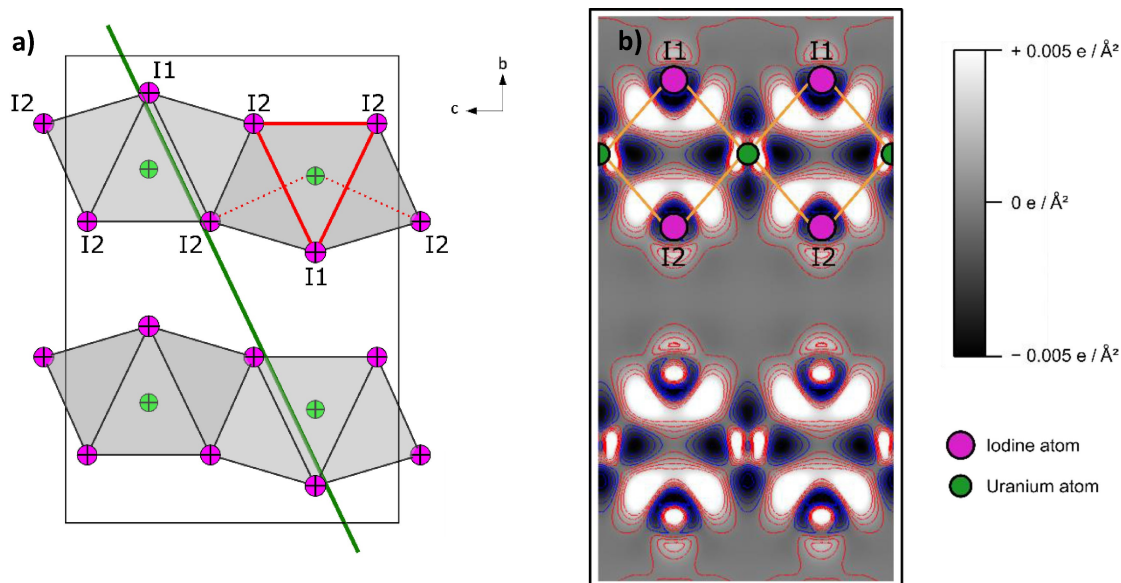 a)
I1
b
I2
I2
I2
c
I2
I2
I2
I1
b)
I1
I1
I2
I2
+ 0.005 e / Å²
0 e / Å²
− 0.005 e / Å²
Iodine atom
Uranium atom